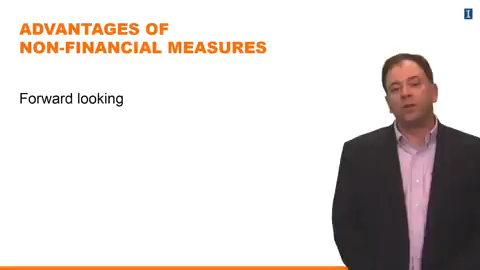 ADVANTAGES OF
NON-FINANCIAL MEASURES
Forward looking
I